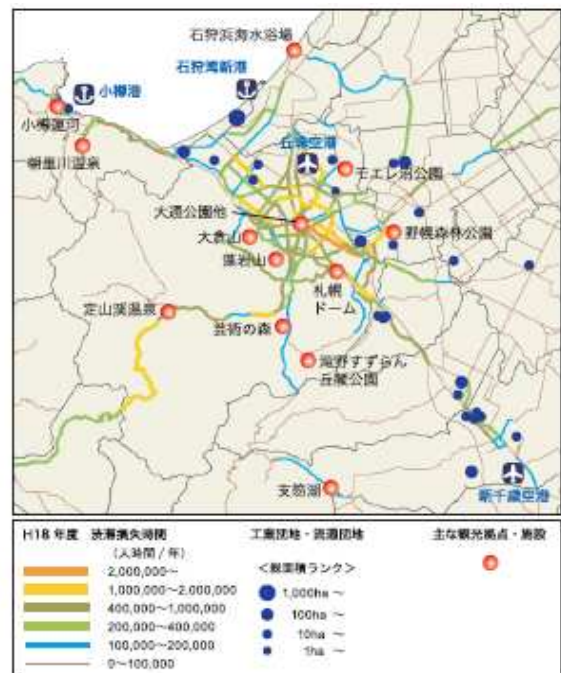 石狩浜海水浴場
石狩湾新港
小樽港
小樽運河
朝里川温泉
丘珠空港
モエレ沼公園
大通公園他
大倉山
野幌森林公園
藻岩山
札幌
ドーム
定山渓温泉
芸術の森
滝野すずらん
丘陵公園
支笏湖
新千歳空港
H18年度 渋滞損失時間
(人時間/年)
2,000,000〜
1,000,000〜2,000,000
400,000〜1,000,000
200,000〜400,000
100,000〜200,000
0〜100,000
工業団地・流通団地
＜総面積ランク＞
1,000ha 〜
100ha 〜
10ha 〜
1ha 〜
主な観光拠点・施設